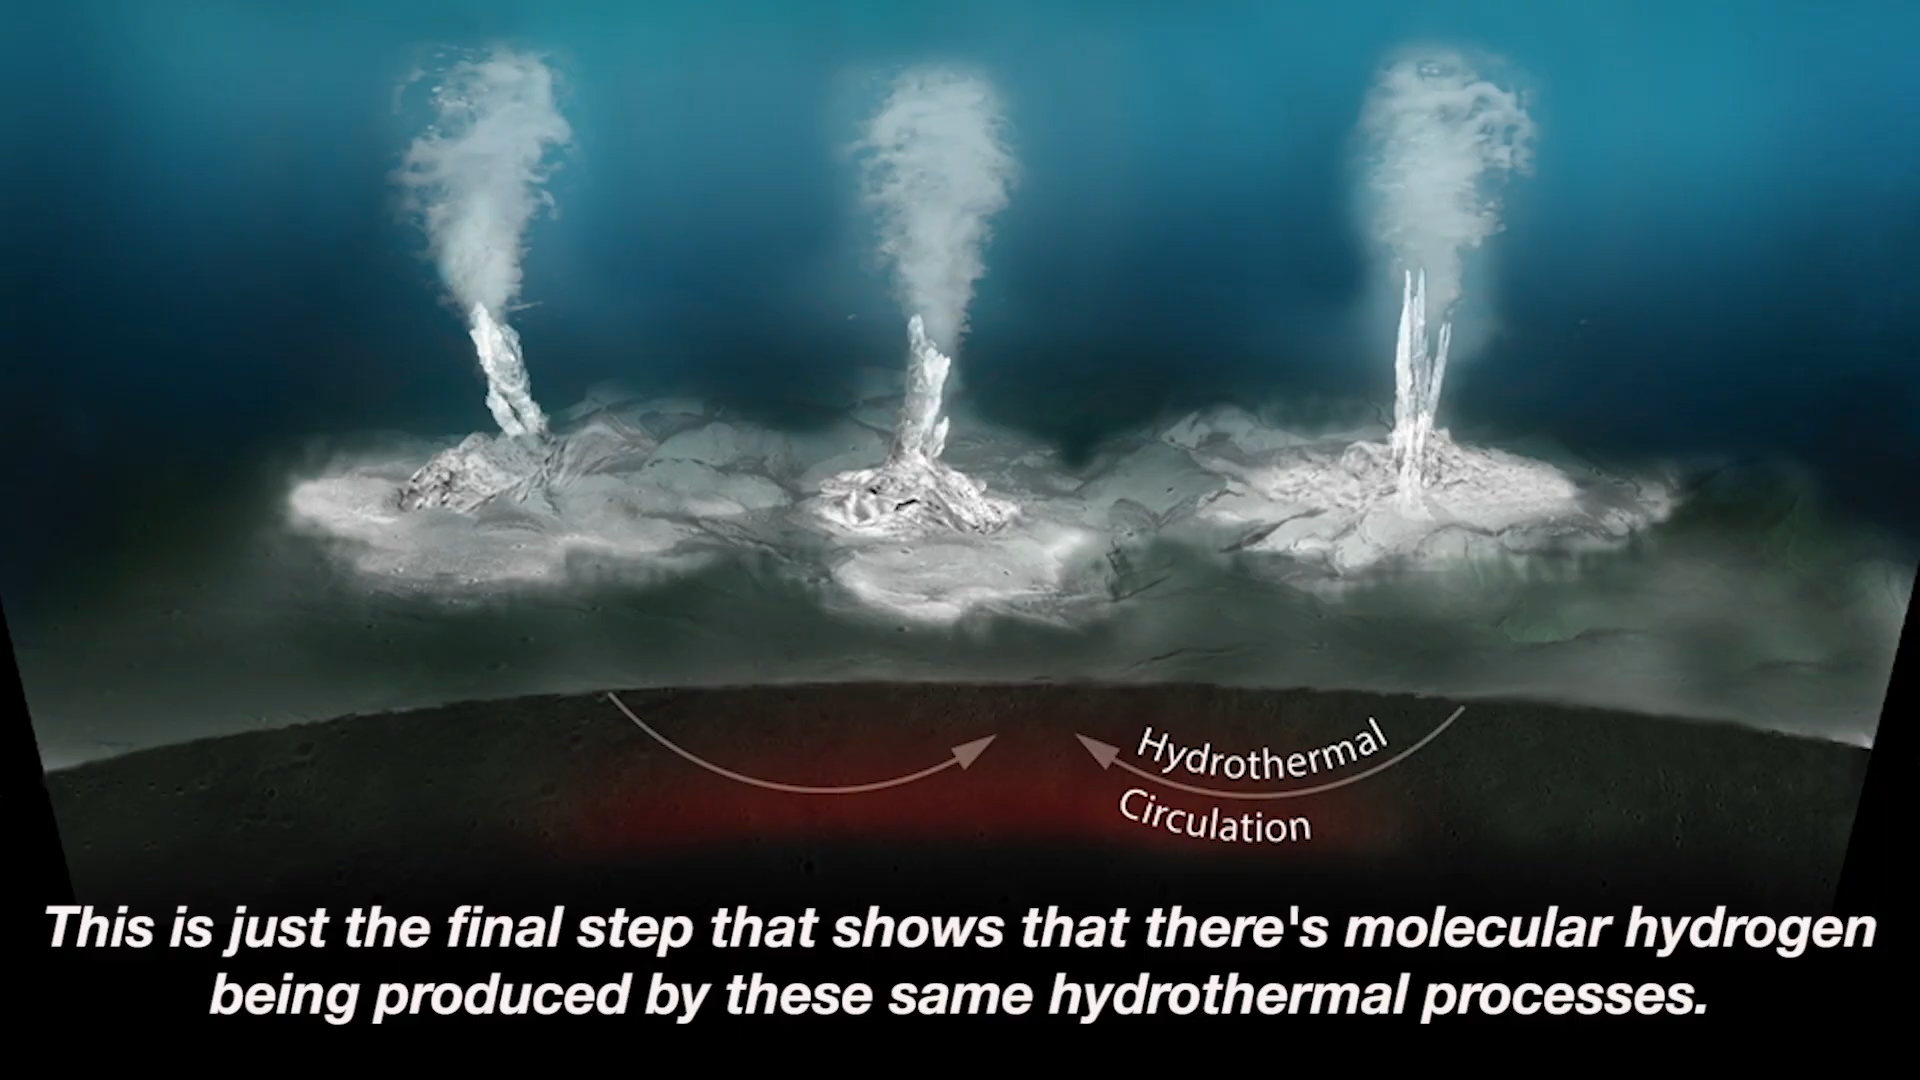 Hydrothermal
Circulation
This is just the final step that shows that there's molecular hydrogen
being produced by these same hydrothermal processes.